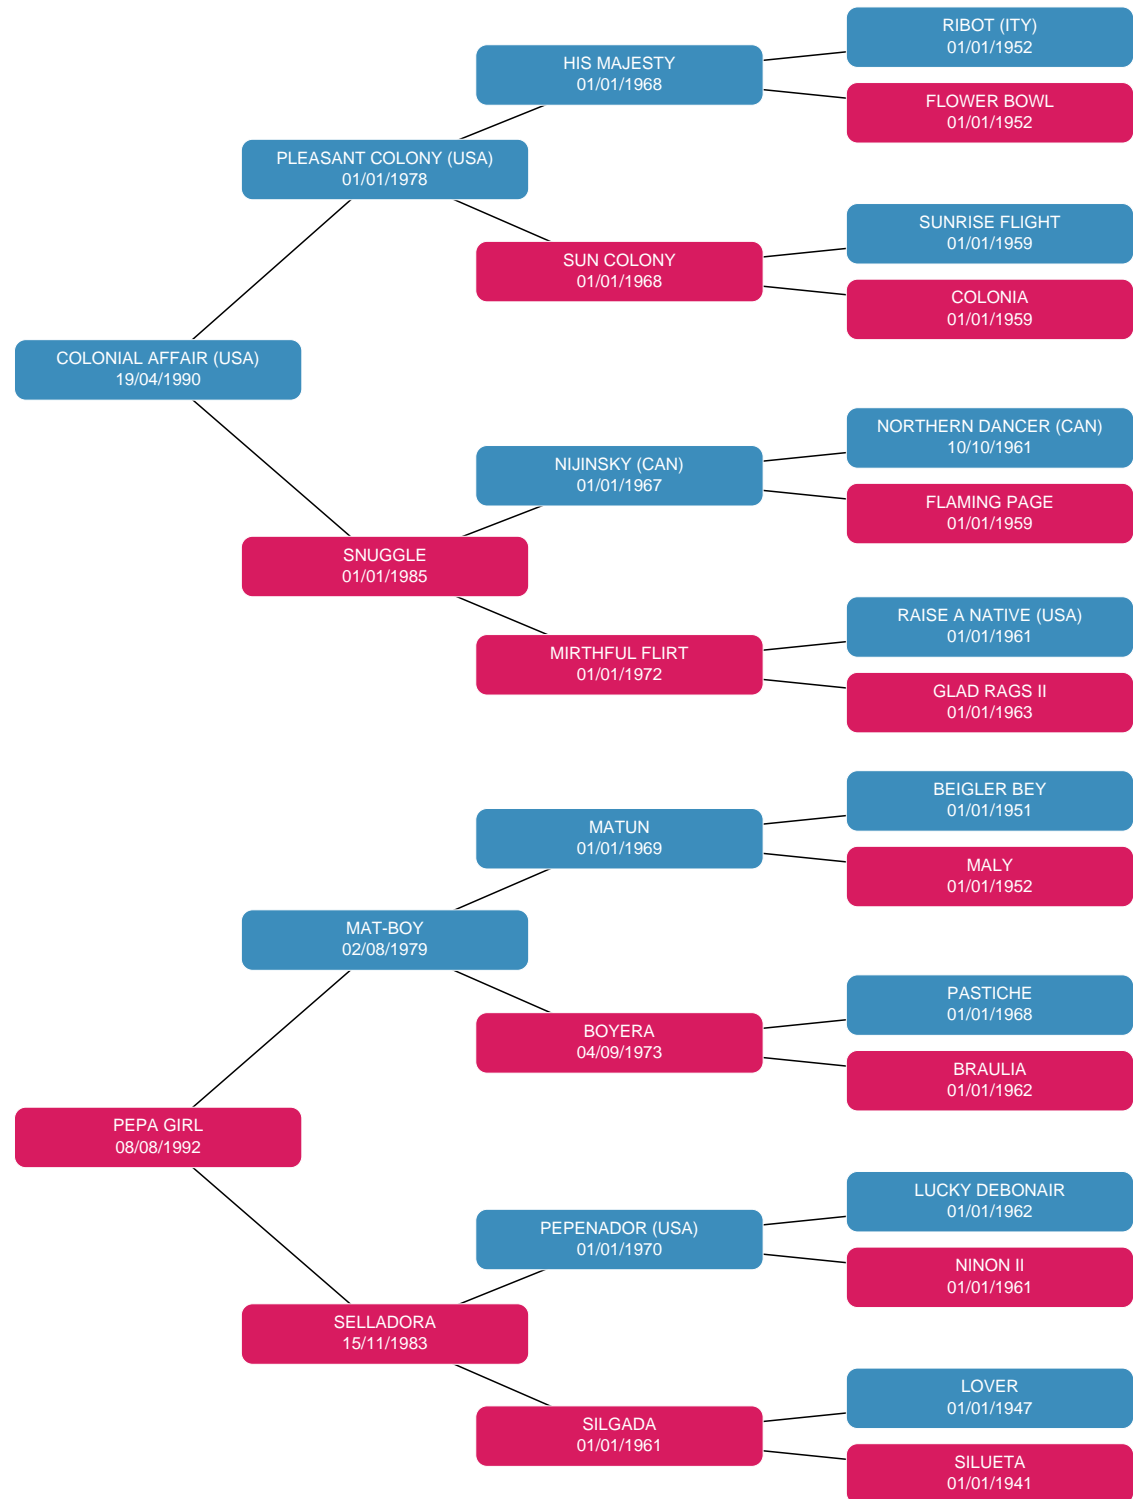 RIBOT (ITY)
01/01/1952
HIS MAJESTY
01/01/1968
FLOWER BOWL
01/01/1952
PLEASANT COLONY (USA)
01/01/1978
SUNRISE FLIGHT
01/01/1959
SUN COLONY
01/01/1968
COLONIA
01/01/1959
COLONIAL AFFAIR (USA)
19/04/1990
NORTHERN DANCER (CAN)
10/10/1961
NIJINSKY (CAN)
01/01/1967
FLAMING PAGE
01/01/1959
SNUGGLE
01/01/1985
RAISE A NATIVE (USA)
01/01/1961
MIRTHFUL FLIRT
01/01/1972
GLAD RAGS II
01/01/1963
BEIGLER BEY
01/01/1951
MATUN
01/01/1969
MALY
01/01/1952
MAT-BOY
02/08/1979
PASTICHE
01/01/1968
BOYERA
04/09/1973
BRAULIA
01/01/1962
PEPA GIRL
08/08/1992
LUCKY DEBONAIR
01/01/1962
PEPENADOR (USA)
01/01/1970
NINON II
01/01/1961
SELLADORA
15/11/1983
LOVER
01/01/1947
SILGADA
01/01/1961
SILUETA
01/01/1941